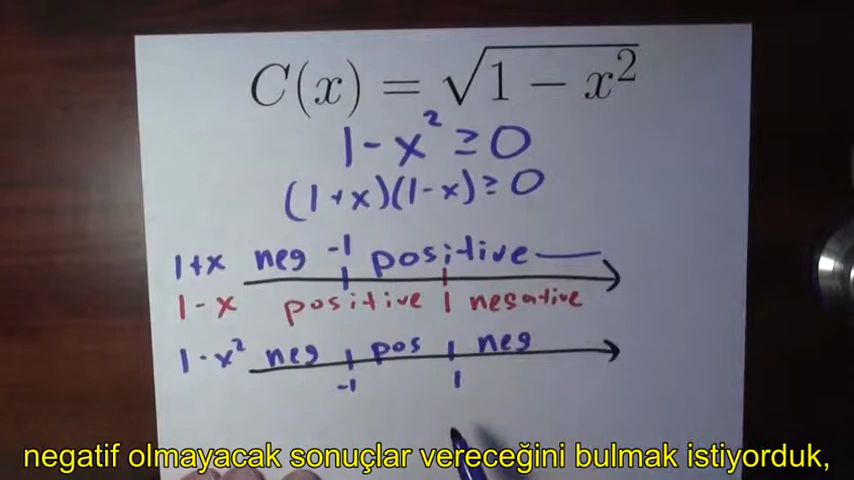 C(x) = √(1 − x²)
1 - x² ≥ 0
(1+x)(1-x) ≥ 0
1+x neg -1 positive
1-x positive 1 negative
1-x² neg pos neg
-1 1
negatif olmayacak sonuçlar vereceğini bulmak istiyorduk,